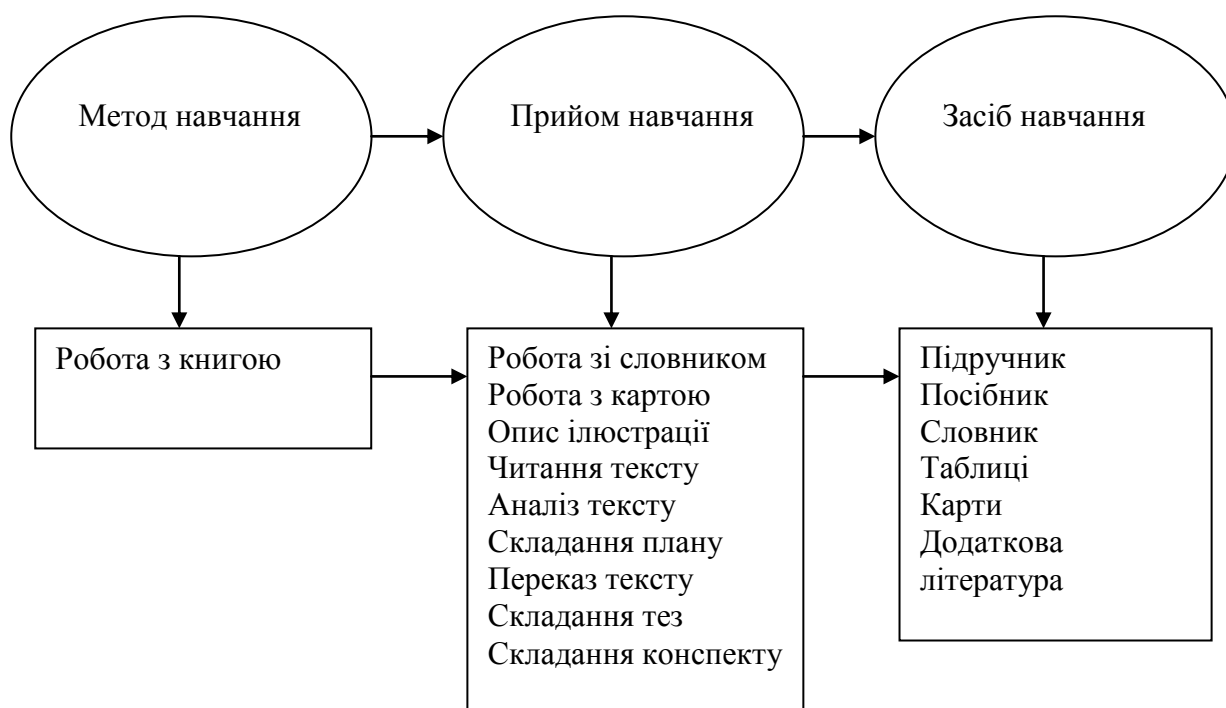 Метод навчання
Прийом навчання
Засіб навчання
Робота з книгою
Робота зі словником
Робота з картою
Опис ілюстрації
Читання тексту
Аналіз тексту
Складання плану
Переказ тексту
Складання тез
Складання конспекту
Підручник
Посібник
Словник
Таблиці
Карти
Додаткова
література